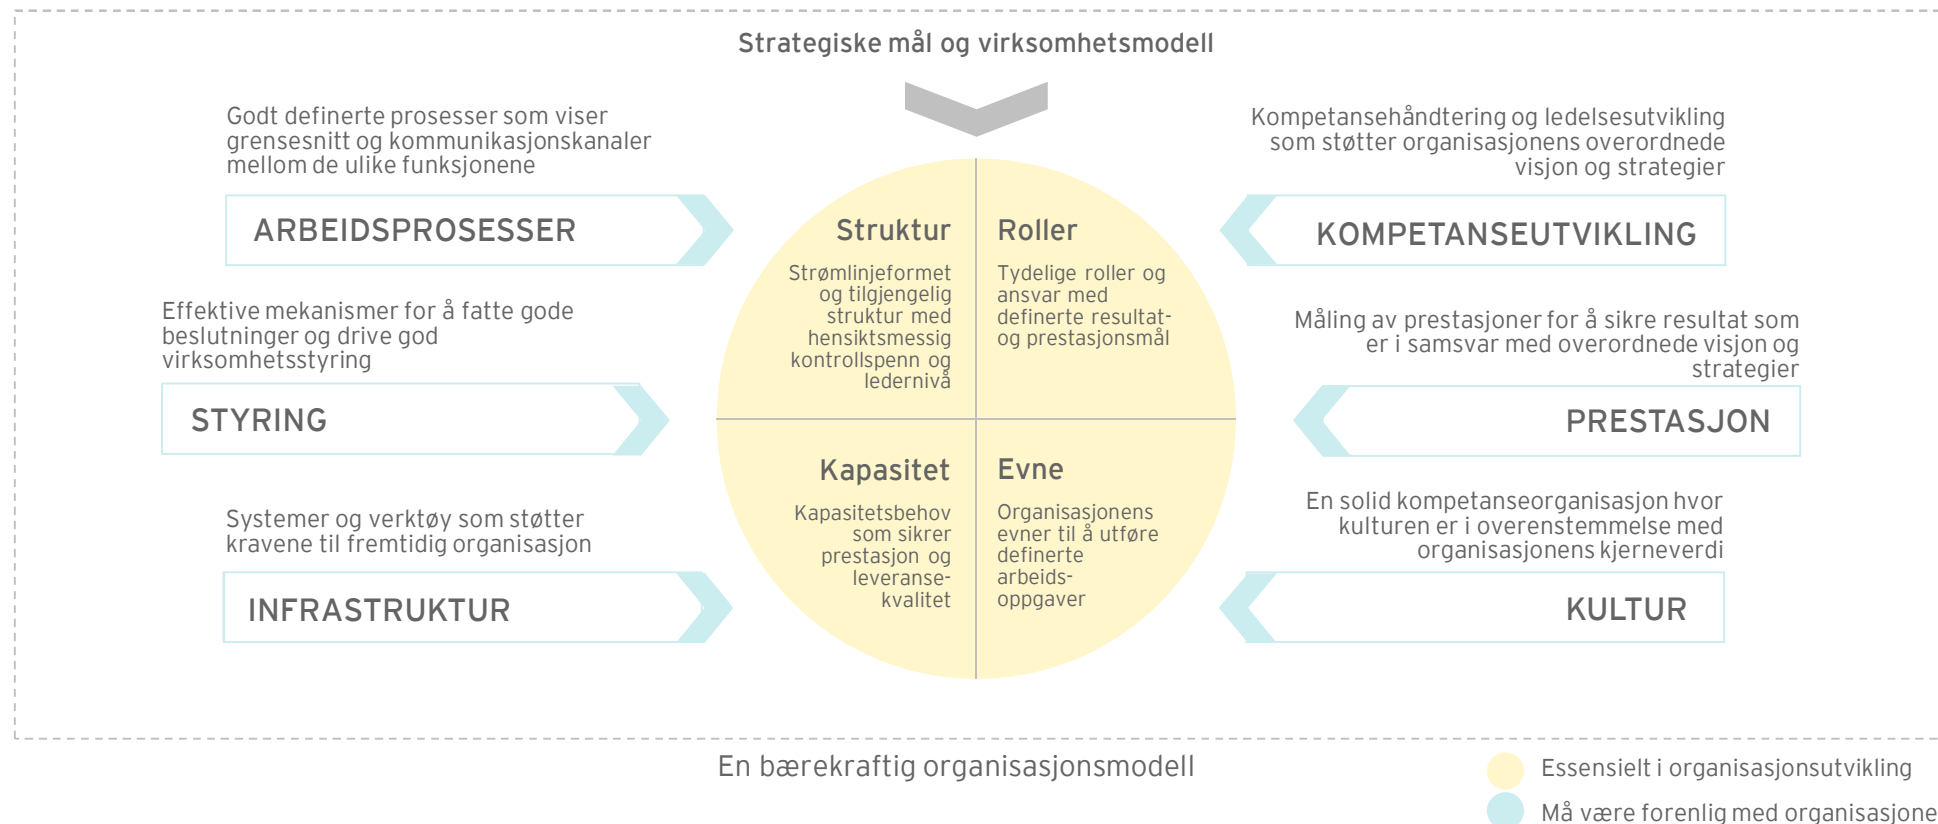 Strategiske mål og virksomhetsmodell
Godt definerte prosesser som viser
grensesnitt og kommunikasjonskanaler
mellom de ulike funksjonene
ARBEIDSPROSESSER
Effektive mekanismer for å fatte gode
beslutninger og drive god
virksomhetsstyring
STYRING
Systemer og verktøy som støtter
kravene til fremtidig organisasjon
INFRASTRUKTUR
Struktur
Strømlinjeformet
og tilgjengelig
struktur med
hensiktsmessig
kontrollspenn og
ledernivå
Roller
Tydelige roller og
ansvar med
definerte resultat-
og prestasjonsmål
Kapasitet
Kapasitetsbehov
som sikrer
prestasjon og
leveranse-
kvalitet
Evne
Organisasjonens
evner til å utføre
definerte
arbeids-
oppgaver
Kompetansehåndtering og ledelsesutvikling
som støtter organisasjonens overordnede
visjon og strategier
KOMPETANSEUTVIKLING
Måling av prestasjoner for å sikre resultat som
er i samsvar med overordnede visjon og
strategier
PRESTASJON
En solid kompetanseorganisasjon hvor
kulturen er i overenstemmelse med
organisasjonens kjerneverdi
KULTUR
En bærekraftig organisasjonsmodell
Essensielt i organisasjonsutvikling
Må være forenlig med organisasjone